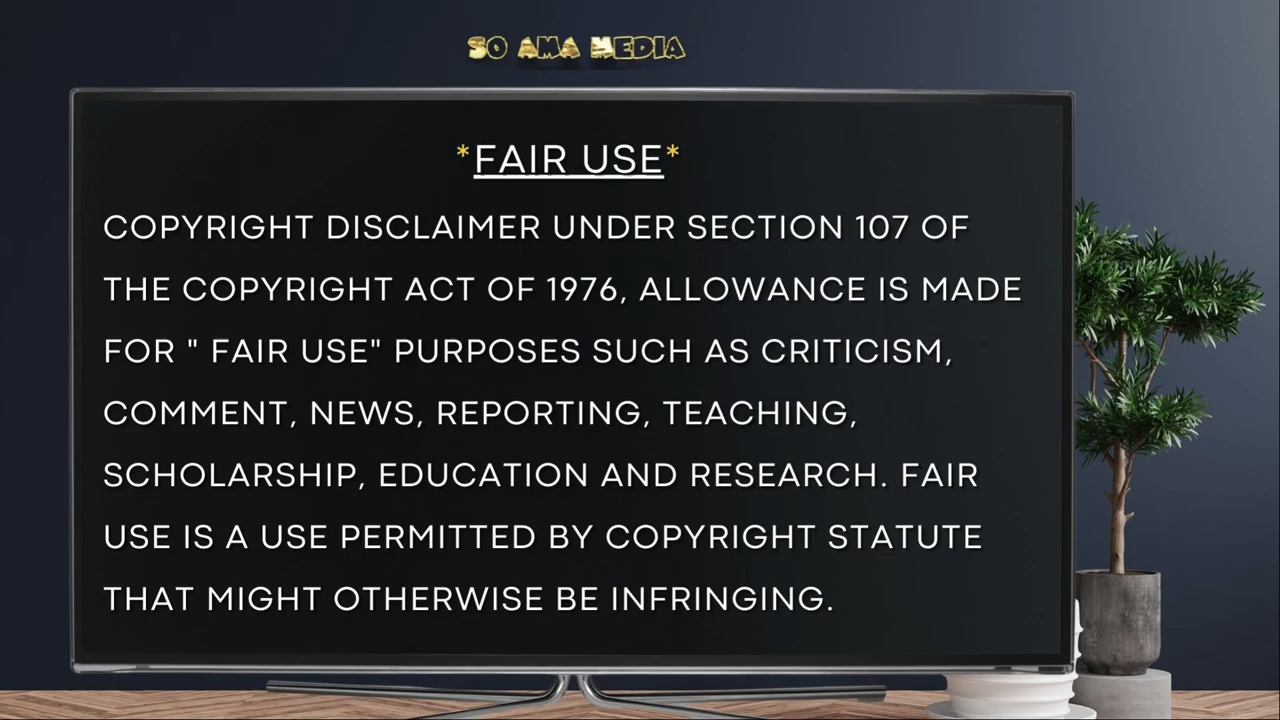 SO AMA MEDIA
*FAIR USE*
COPYRIGHT DISCLAIMER UNDER SECTION 107 OF
THE COPYRIGHT ACT OF 1976, ALLOWANCE IS MADE
FOR " FAIR USE" PURPOSES SUCH AS CRITICISM,
COMMENT, NEWS, REPORTING, TEACHING,
SCHOLARSHIP, EDUCATION AND RESEARCH. FAIR
USE IS A USE PERMITTED BY COPYRIGHT STATUTE
THAT MIGHT OTHERWISE BE INFRINGING.